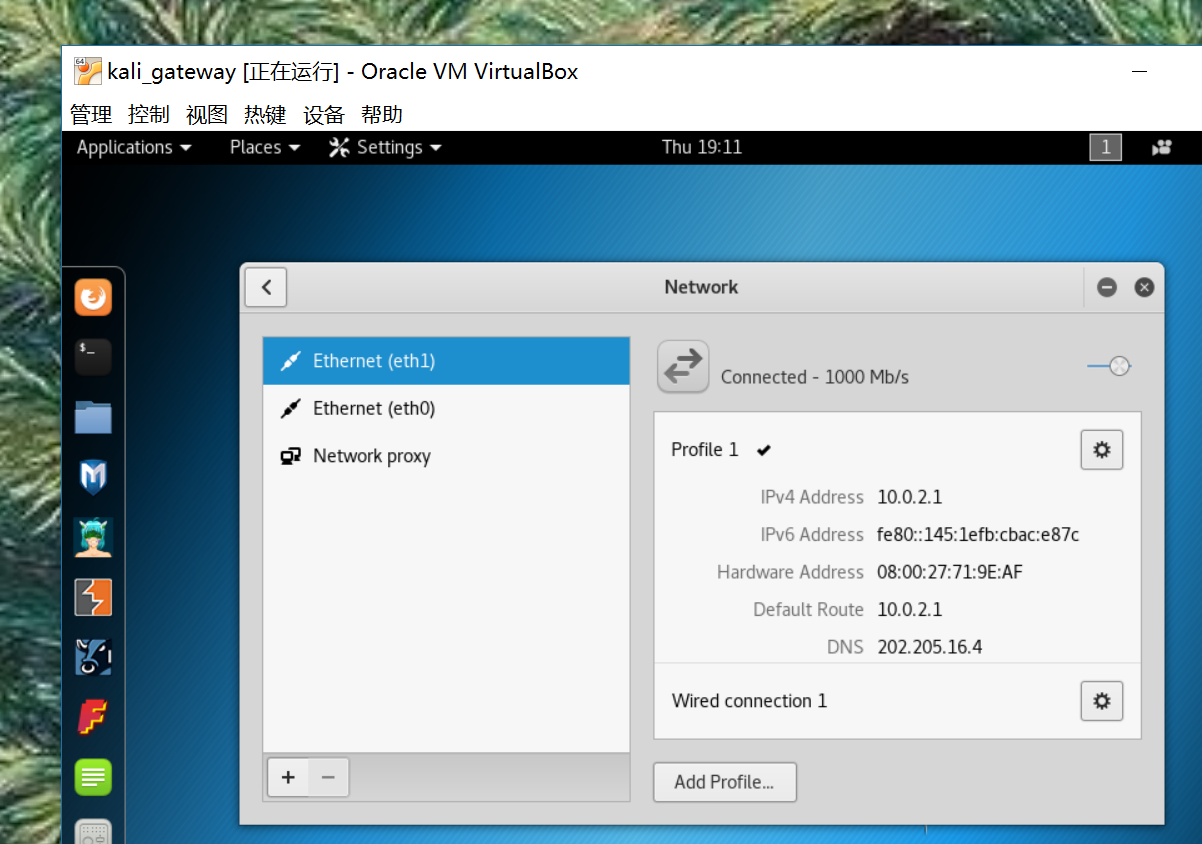 kali_gateway [正在运行] - Oracle VM VirtualBox
管理 控制 视图 热键 设备 帮助
Applications Places Settings Thu 19:11 1
Network
Ethernet (eth1)
Ethernet (eth0)
Network proxy
Connected - 1000 Mb/s
Profile 1
IPv4 Address 10.0.2.1
IPv6 Address fe80::145:1efb:cbac:e87c
Hardware Address 08:00:27:71:9E:AF
Default Route 10.0.2.1
DNS 202.205.16.4
Wired connection 1
Add Profile...